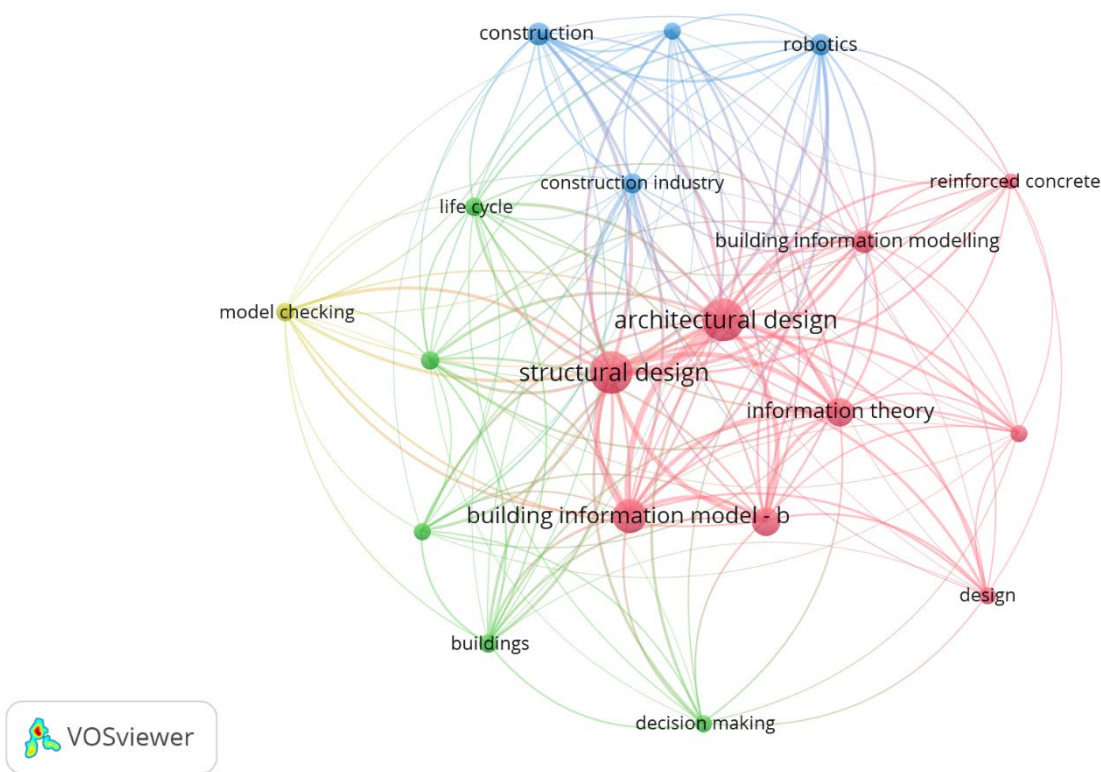 construction
robotics
construction industry
reinforced concrete
life cycle
building information modelling
model checking
architectural design
structural design
information theory
building information model - b
design
buildings
decision making
VOSviewer